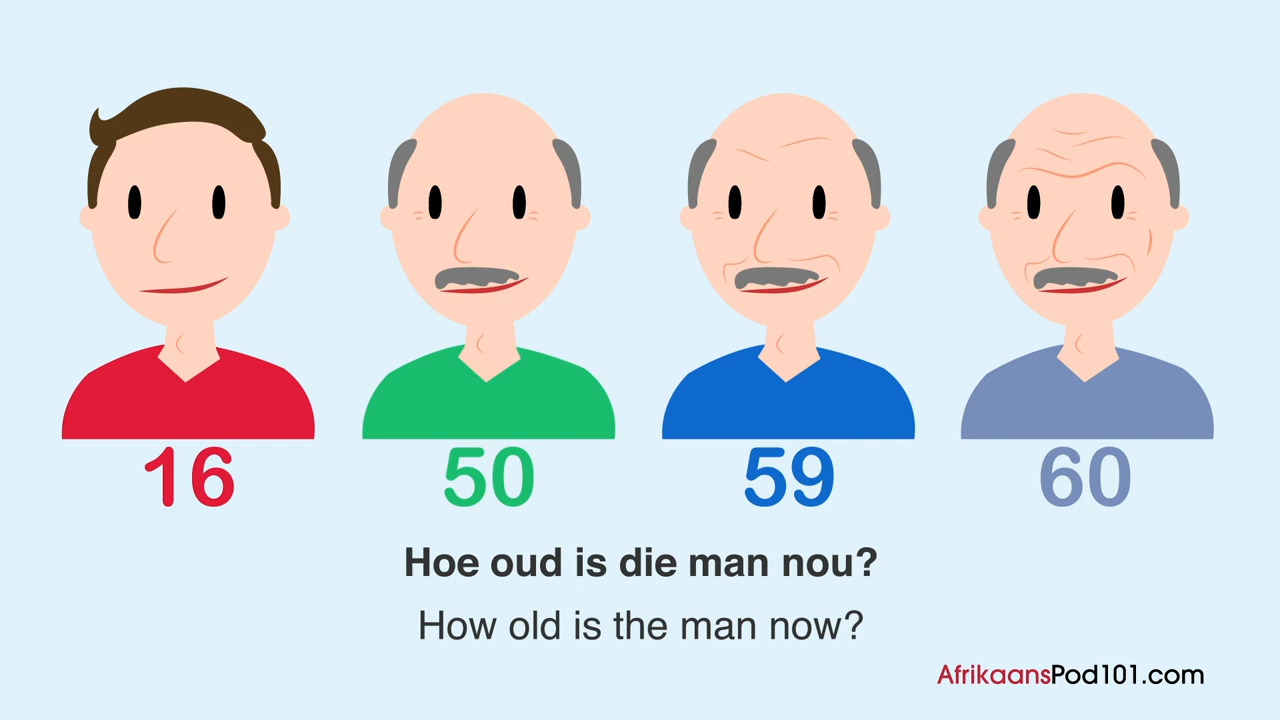 16 50 59 60
Hoe oud is die man nou?
How old is the man now?
AfrikaansPod101.com